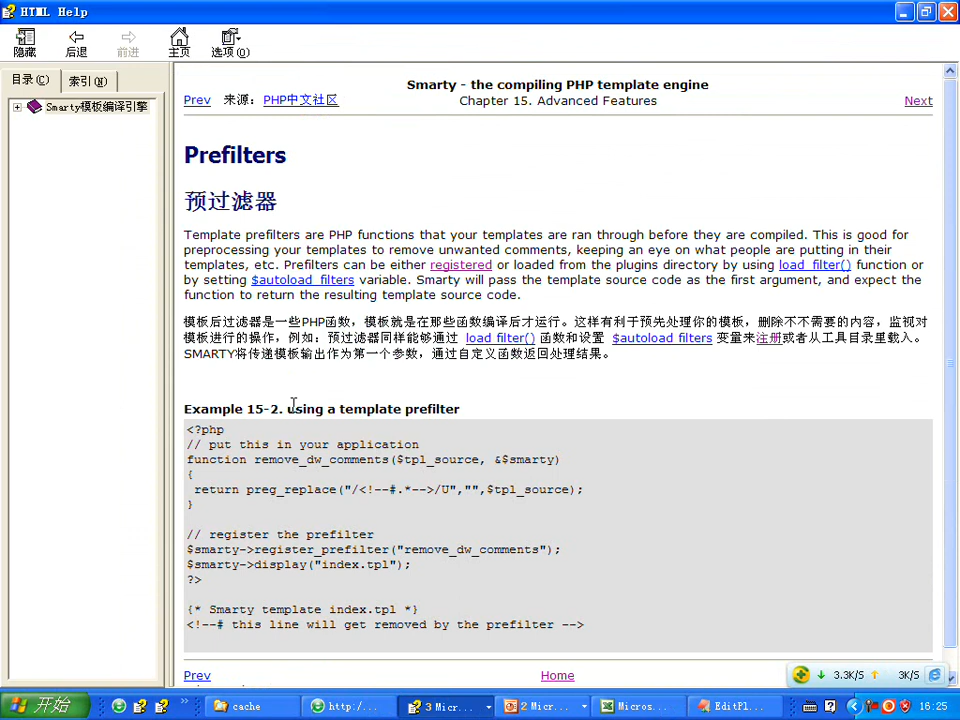 HTML Help
隐藏 后退 前进 主页 选项(O)
目录(C) 索引(N)
Smarty模板编译引擎
Smarty - the compiling PHP template engine
Prev 来源: PHP中文社区 Chapter 15. Advanced Features Next
Prefilters
预过滤器
Template prefilters are PHP functions that your templates are ran through before they are compiled. This is good for
preprocessing your templates to remove unwanted comments, keeping an eye on what people are putting in their
templates, etc. Prefilters can be either registered or loaded from the plugins directory by using load_filter() function or
by setting $autoload_filters variable. Smarty will pass the template source code as the first argument, and expect the
function to return the resulting template source code.
模板后过滤器是一些PHP函数，模板就是在那些函数编译后才运行。这样有利于预先处理你的模板，删除不不需要的内容，监视对
模板进行的操作，例如：预过滤器同样能够通过 load filter() 函数和设置 $autoload filters 变量来注册或者从工具目录里载入。
SMARTY将传递模板输出作为第一个参数，通过自定义函数返回处理结果。
Example 15-2. using a template prefilter
<?php
// put this in your application
function remove_dw_comments($tpl_source, &$smarty)
{
return preg_replace("/<!--#.*-->/U","",$tpl_source);
}
// register the prefilter
$smarty->register_prefilter("remove_dw_comments");
$smarty->display("index.tpl");
?>
{* Smarty template index.tpl *}
<!--# this line will get removed by the prefilter -->
Prev Home
3.3K/S 3K/S
开始 cache http:/... 3 Micr... 2 Micr... Micros... EditPl... 16:25